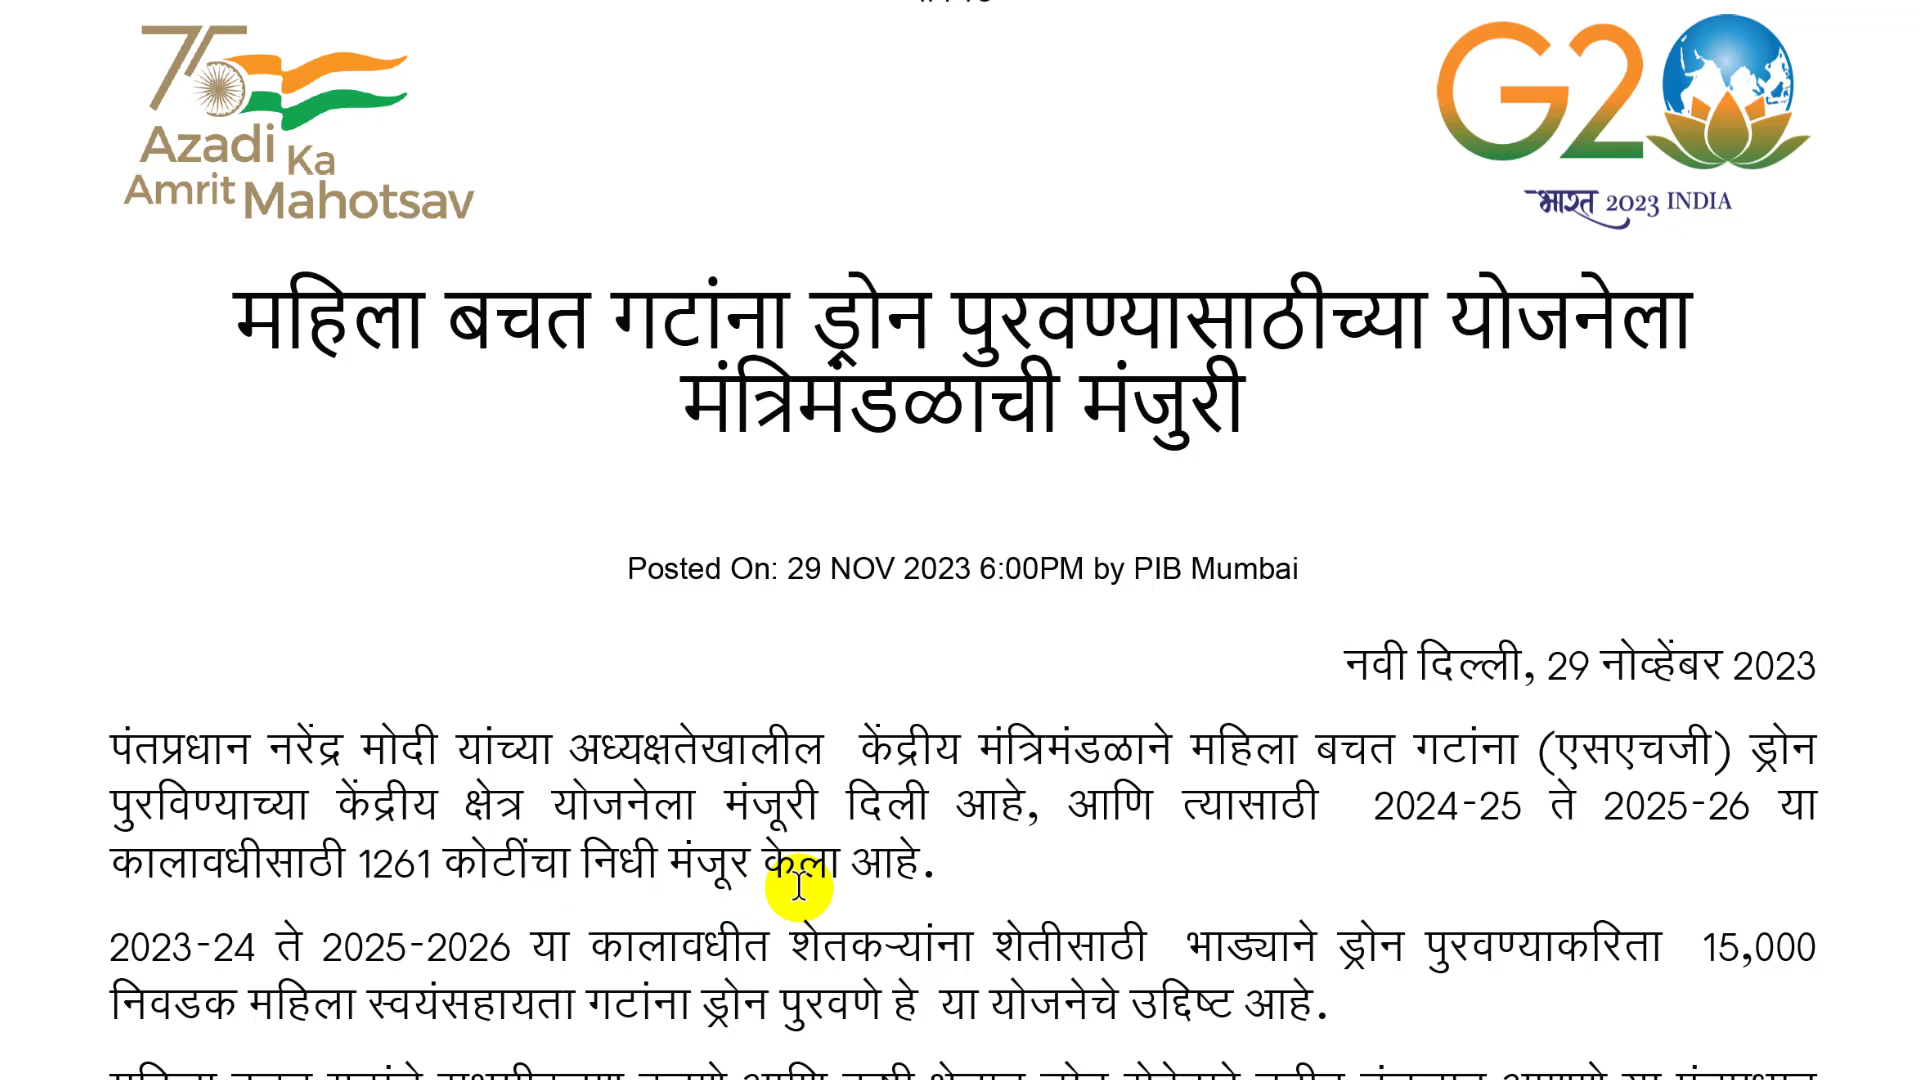 75
Azadi Ka
Amrit Mahotsav
G20
भारत 2023 INDIA
महिला बचत गटांना ड्रोन पुरवण्यासाठीच्या योजनेला
मंत्रिमंडळाची मंजुरी
Posted On: 29 NOV 2023 6:00PM by PIB Mumbai
नवी दिल्ली, 29 नोव्हेंबर 2023
पंतप्रधान नरेंद्र मोदी यांच्या अध्यक्षतेखालील केंद्रीय मंत्रिमंडळाने महिला बचत गटांना (एसएचजी) ड्रोन
पुरविण्याच्या केंद्रीय क्षेत्र योजनेला मंजूरी दिली आहे, आणि त्यासाठी 2024-25 ते 2025-26 या
कालावधीसाठी 1261 कोटींचा निधी मंजूर केला आहे.
2023-24 ते 2025-2026 या कालावधीत शेतकऱ्यांना शेतीसाठी भाड्याने ड्रोन पुरवण्याकरिता 15,000
निवडक महिला स्वयंसहायता गटांना ड्रोन पुरवणे हे या योजनेचे उद्दिष्ट आहे.